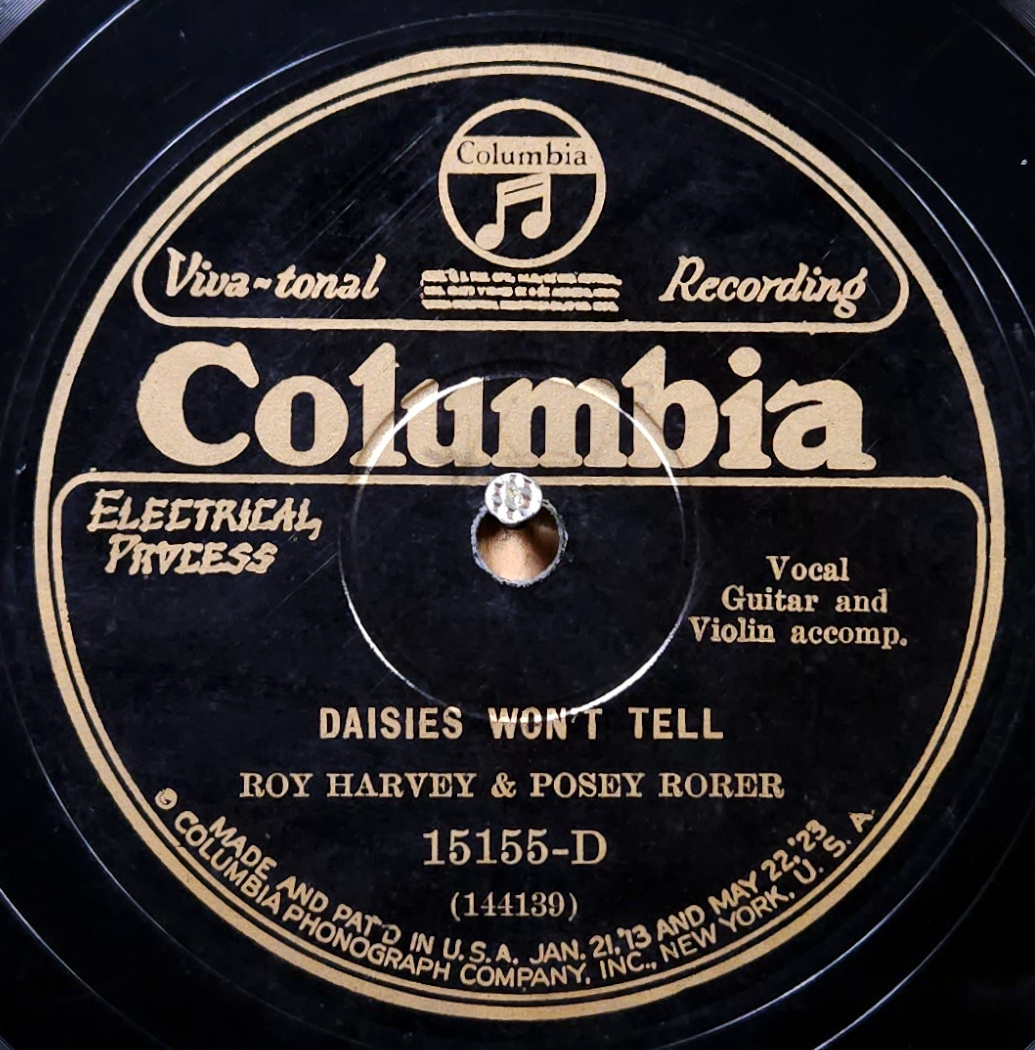 Columbia
Viva-tonal Recording
Columbia
ELECTRICAL
PROCESS
Vocal
Guitar and
Violin accomp.
DAISIES WON'T TELL
ROY HARVEY & POSEY RORER
15155-D
(144139)
MADE AND PAT'D IN U.S.A. JAN. 21, '13 AND MAY 22, '23
COLUMBIA PHONOGRAPH COMPANY, INC., NEW YORK, U. S. A.